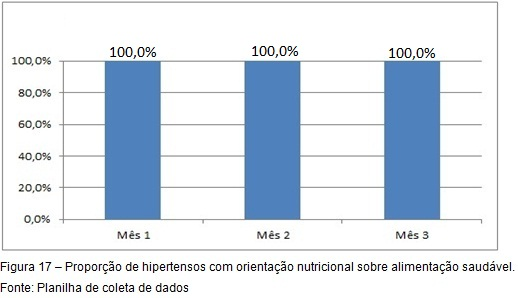 100,0% 100,0% 100,0%
100,0%
80,0%
60,0%
40,0%
20,0%
0,0%
Mês 1 Mês 2 Mês 3
Figura 17 – Proporção de hipertensos com orientação nutricional sobre alimentação saudável.
Fonte: Planilha de coleta de dados